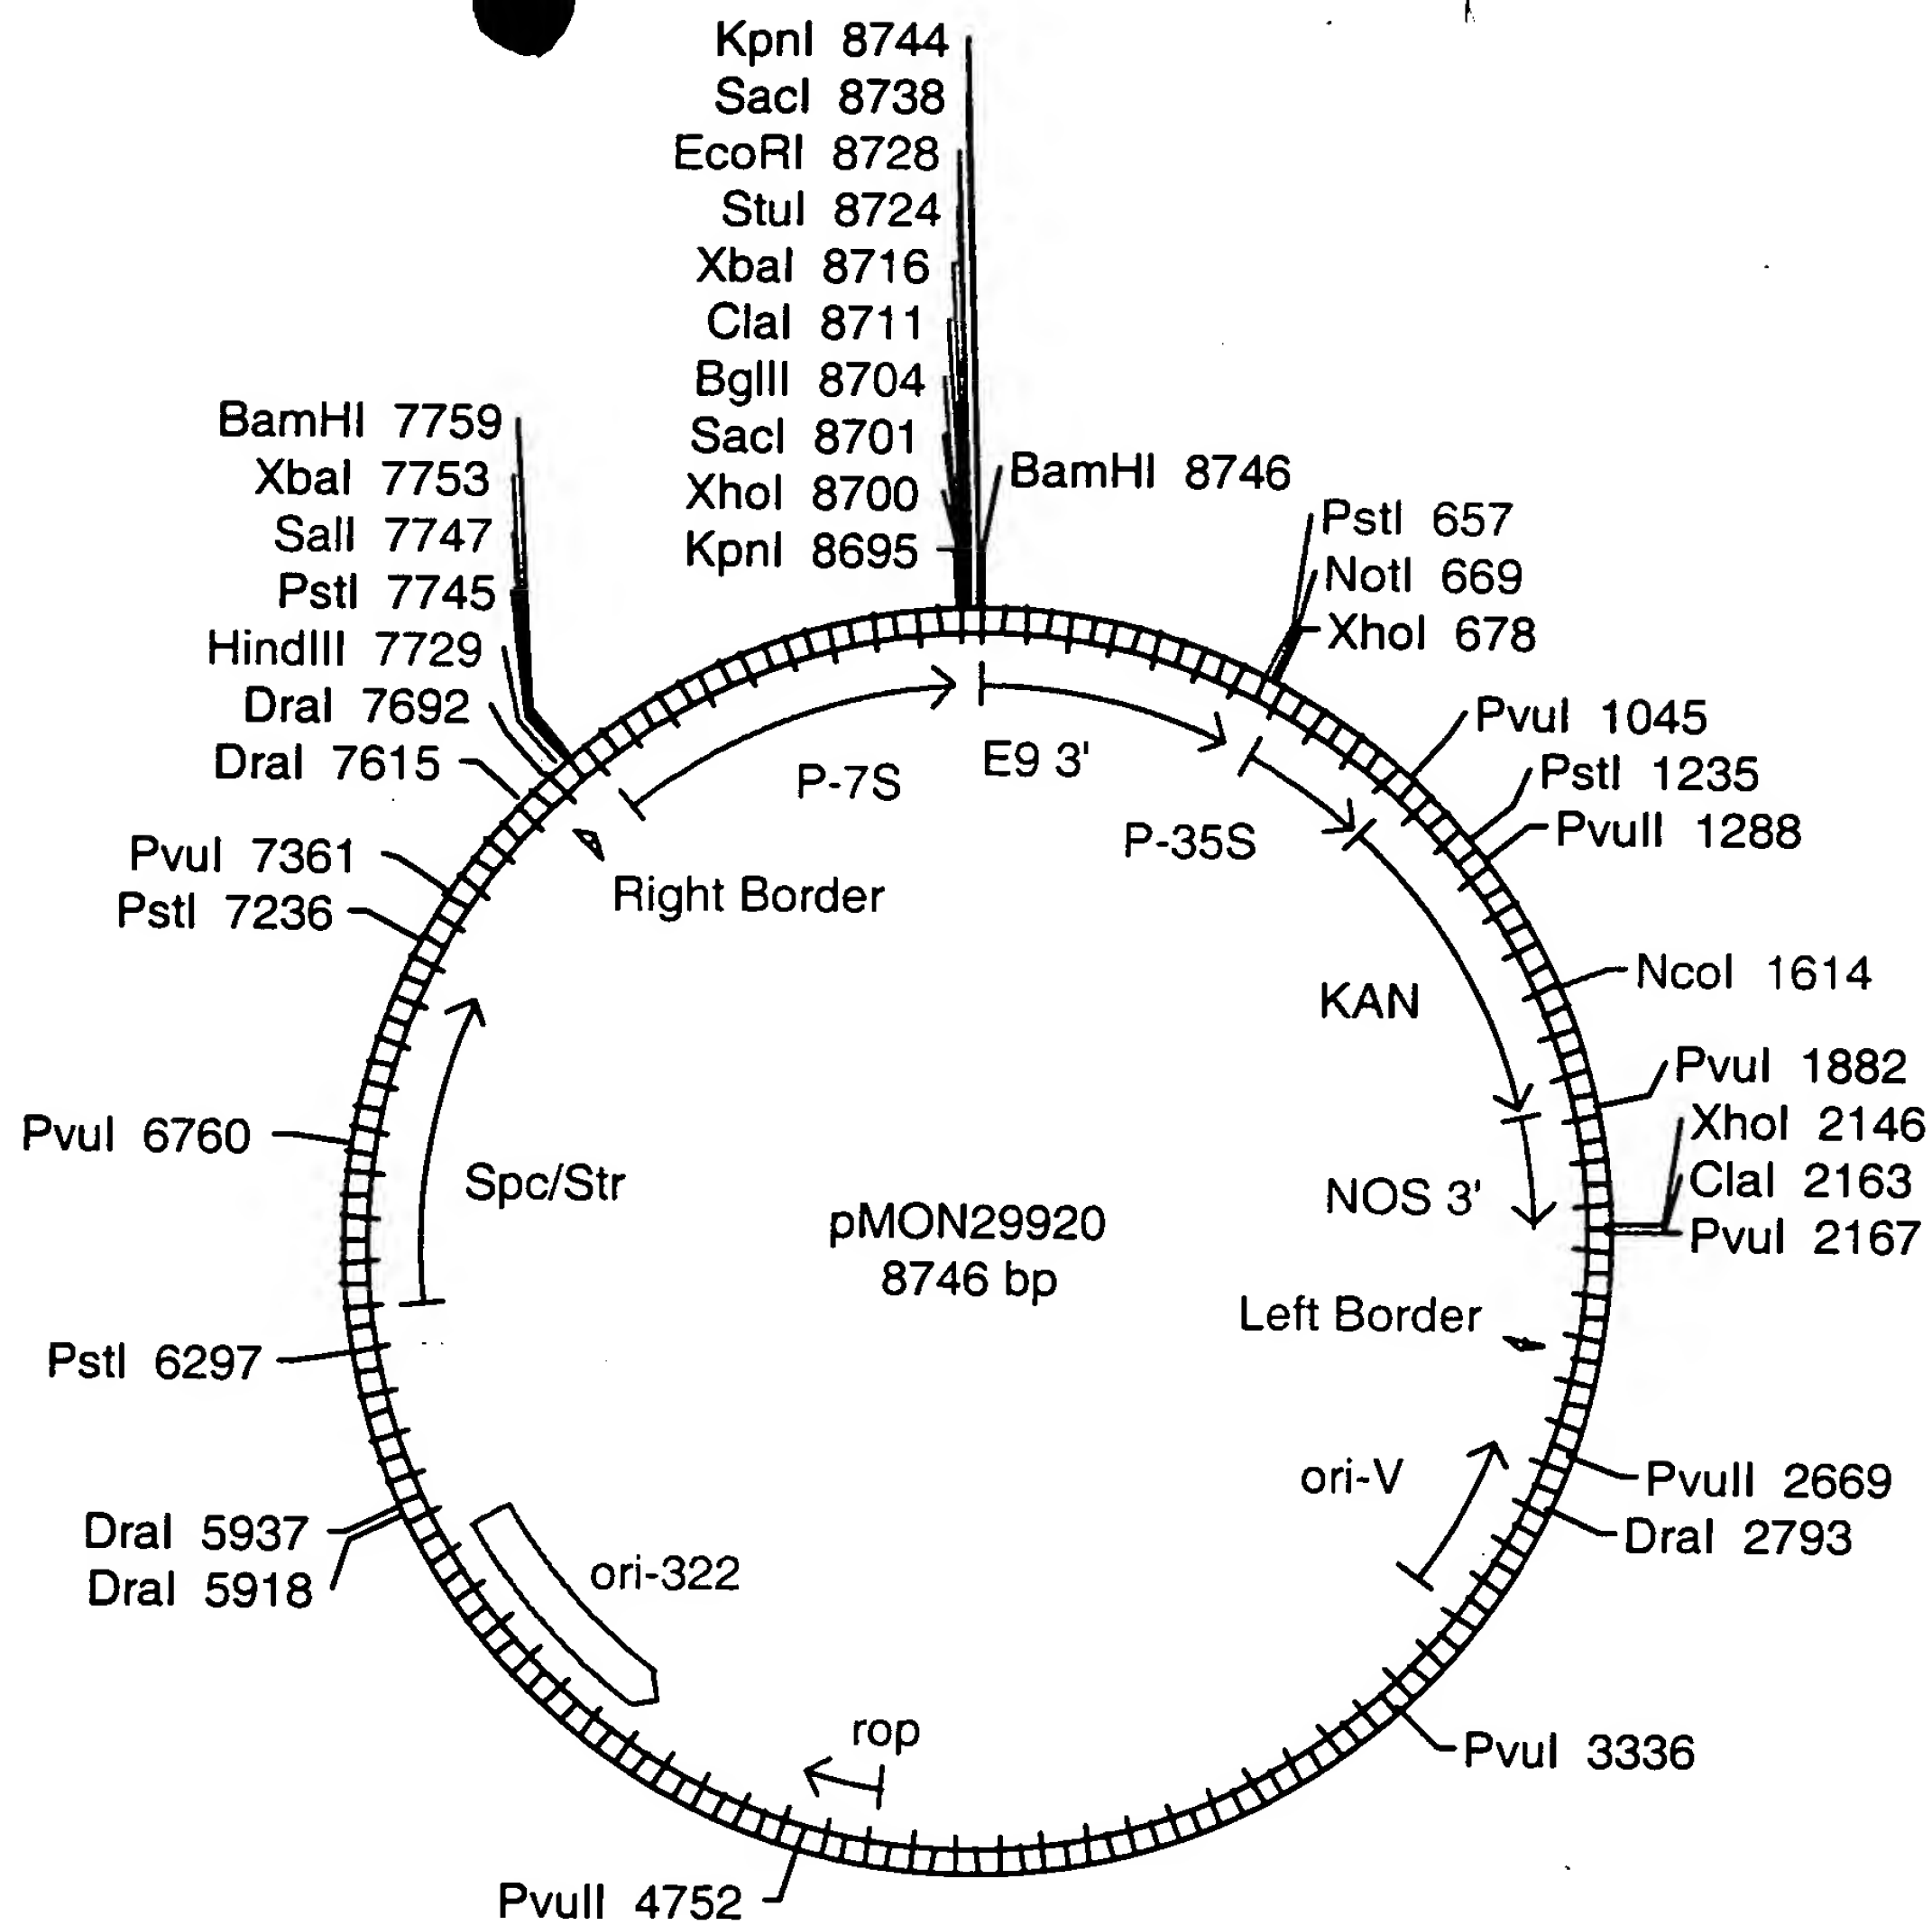 KpnI 8744
SacI 8738
EcoRI 8728
StuI 8724
XbaI 8716
ClaI 8711
BglII 8704
SacI 8701
XhoI 8700
KpnI 8695
BamHI 8746
BamHI 7759
XbaI 7753
SalI 7747
PstI 7745
HindIII 7729
DraI 7692
DraI 7615
PvuI 7361
PstI 7236
PvuI 6760
PstI 6297
DraI 5937
DraI 5918
PvuII 4752
PstI 657
NotI 669
XhoI 678
PvuI 1045
PstI 1235
PvuII 1288
NcoI 1614
PvuI 1882
XhoI 2146
ClaI 2163
PvuI 2167
PvuII 2669
DraI 2793
PvuI 3336
P-7S
E9 3'
P-35S
Right Border
KAN
Spc/Str
NOS 3'
pMON29920
8746 bp
Left Border
ori-V
ori-322
rop